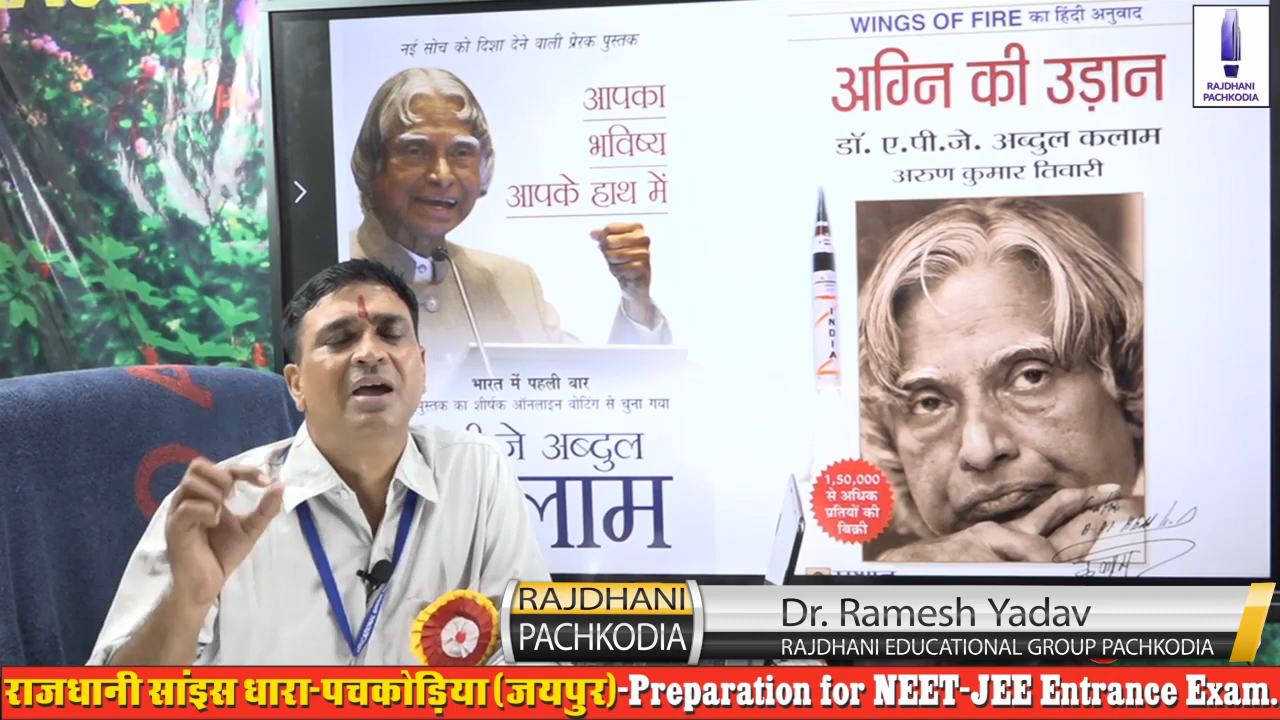 नई सोच को दिशा देने वाली प्रेरक पुस्तक
आपका
भविष्य
आपके हाथ में
भारत में पहली बार
पुस्तक का शीर्षक ऑनलाइन वोटिंग से चुना गया
जे अब्दुल
लाम
WINGS OF FIRE का हिंदी अनुवाद
अग्नि की उड़ान
डॉ. ए.पी.जे. अब्दुल कलाम
अरुण कुमार तिवारी
INDIA
1,50,000
से अधिक
प्रतियों की
बिक्री
RAJDHANI
PACHKODIA
EDUCATIONAL
RAJDHANI
PACHKODIA
Dr. Ramesh Yadav
RAJDHANI EDUCATIONAL GROUP PACHKODIA
राजधानी सांइस धारा-पचकोड़िया (जयपुर)-Preparation for NEET-JEE Entrance Exam.